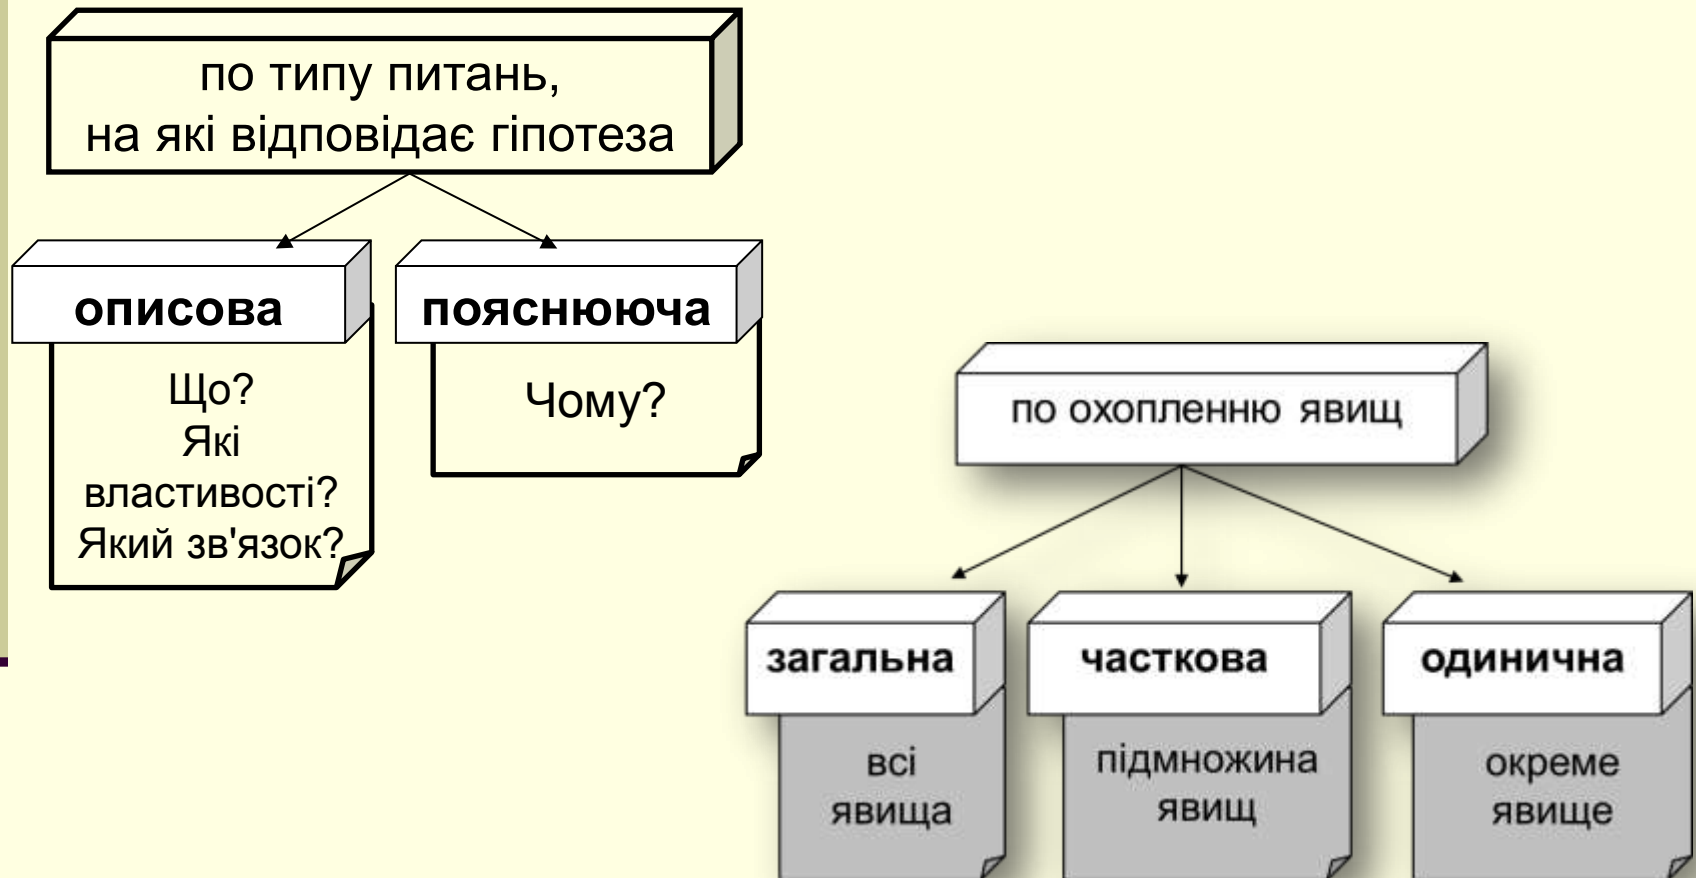 по типу питань,
на які відповідає гіпотеза
описова
Що?
Які
властивості?
Який зв'язок?
пояснююча
Чому?
по охопленню явищ
загальна
всі
явища
часткова
підмножина
явищ
одинична
окреме
явище